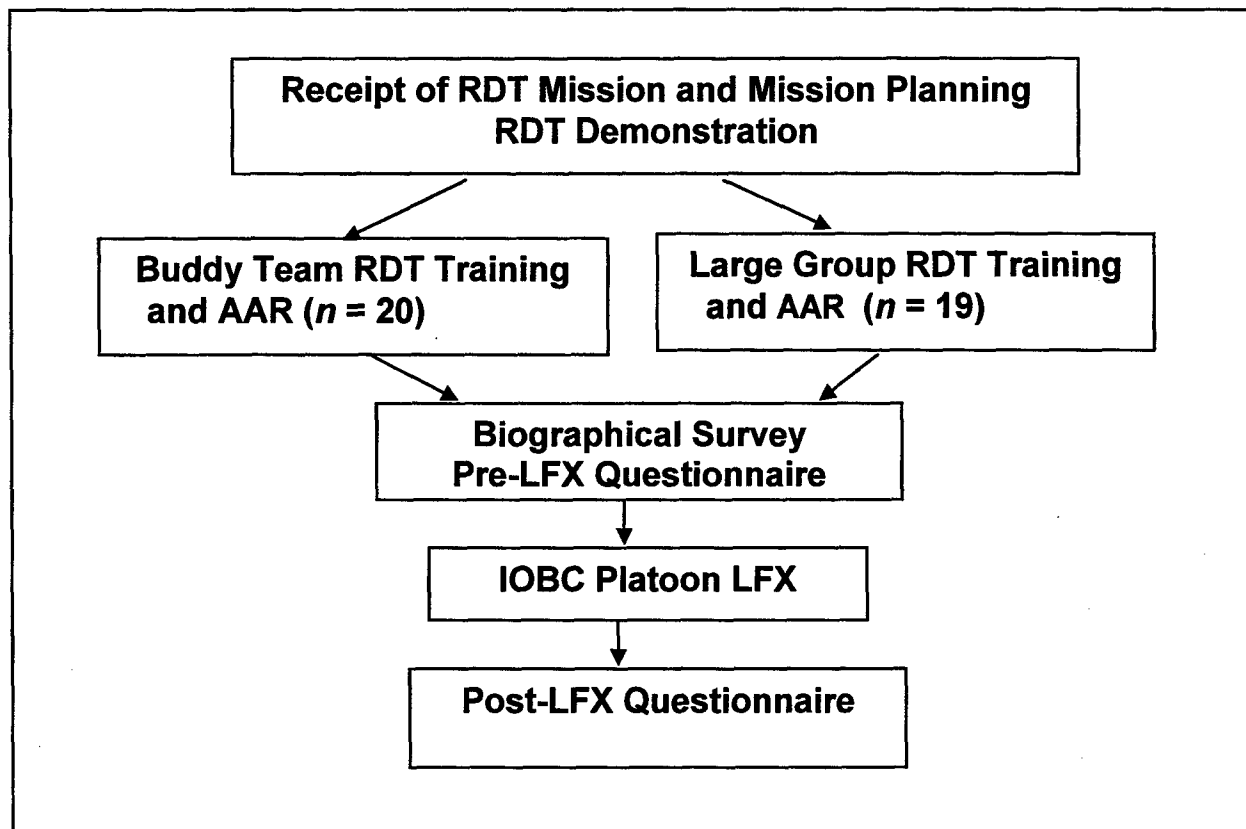 Receipt of RDT Mission and Mission Planning
RDT Demonstration
Buddy Team RDT Training
and AAR (n = 20)
Large Group RDT Training
and AAR (n = 19)
Biographical Survey
Pre-LFX Questionnaire
IOBC Platoon LFX
Post-LFX Questionnaire